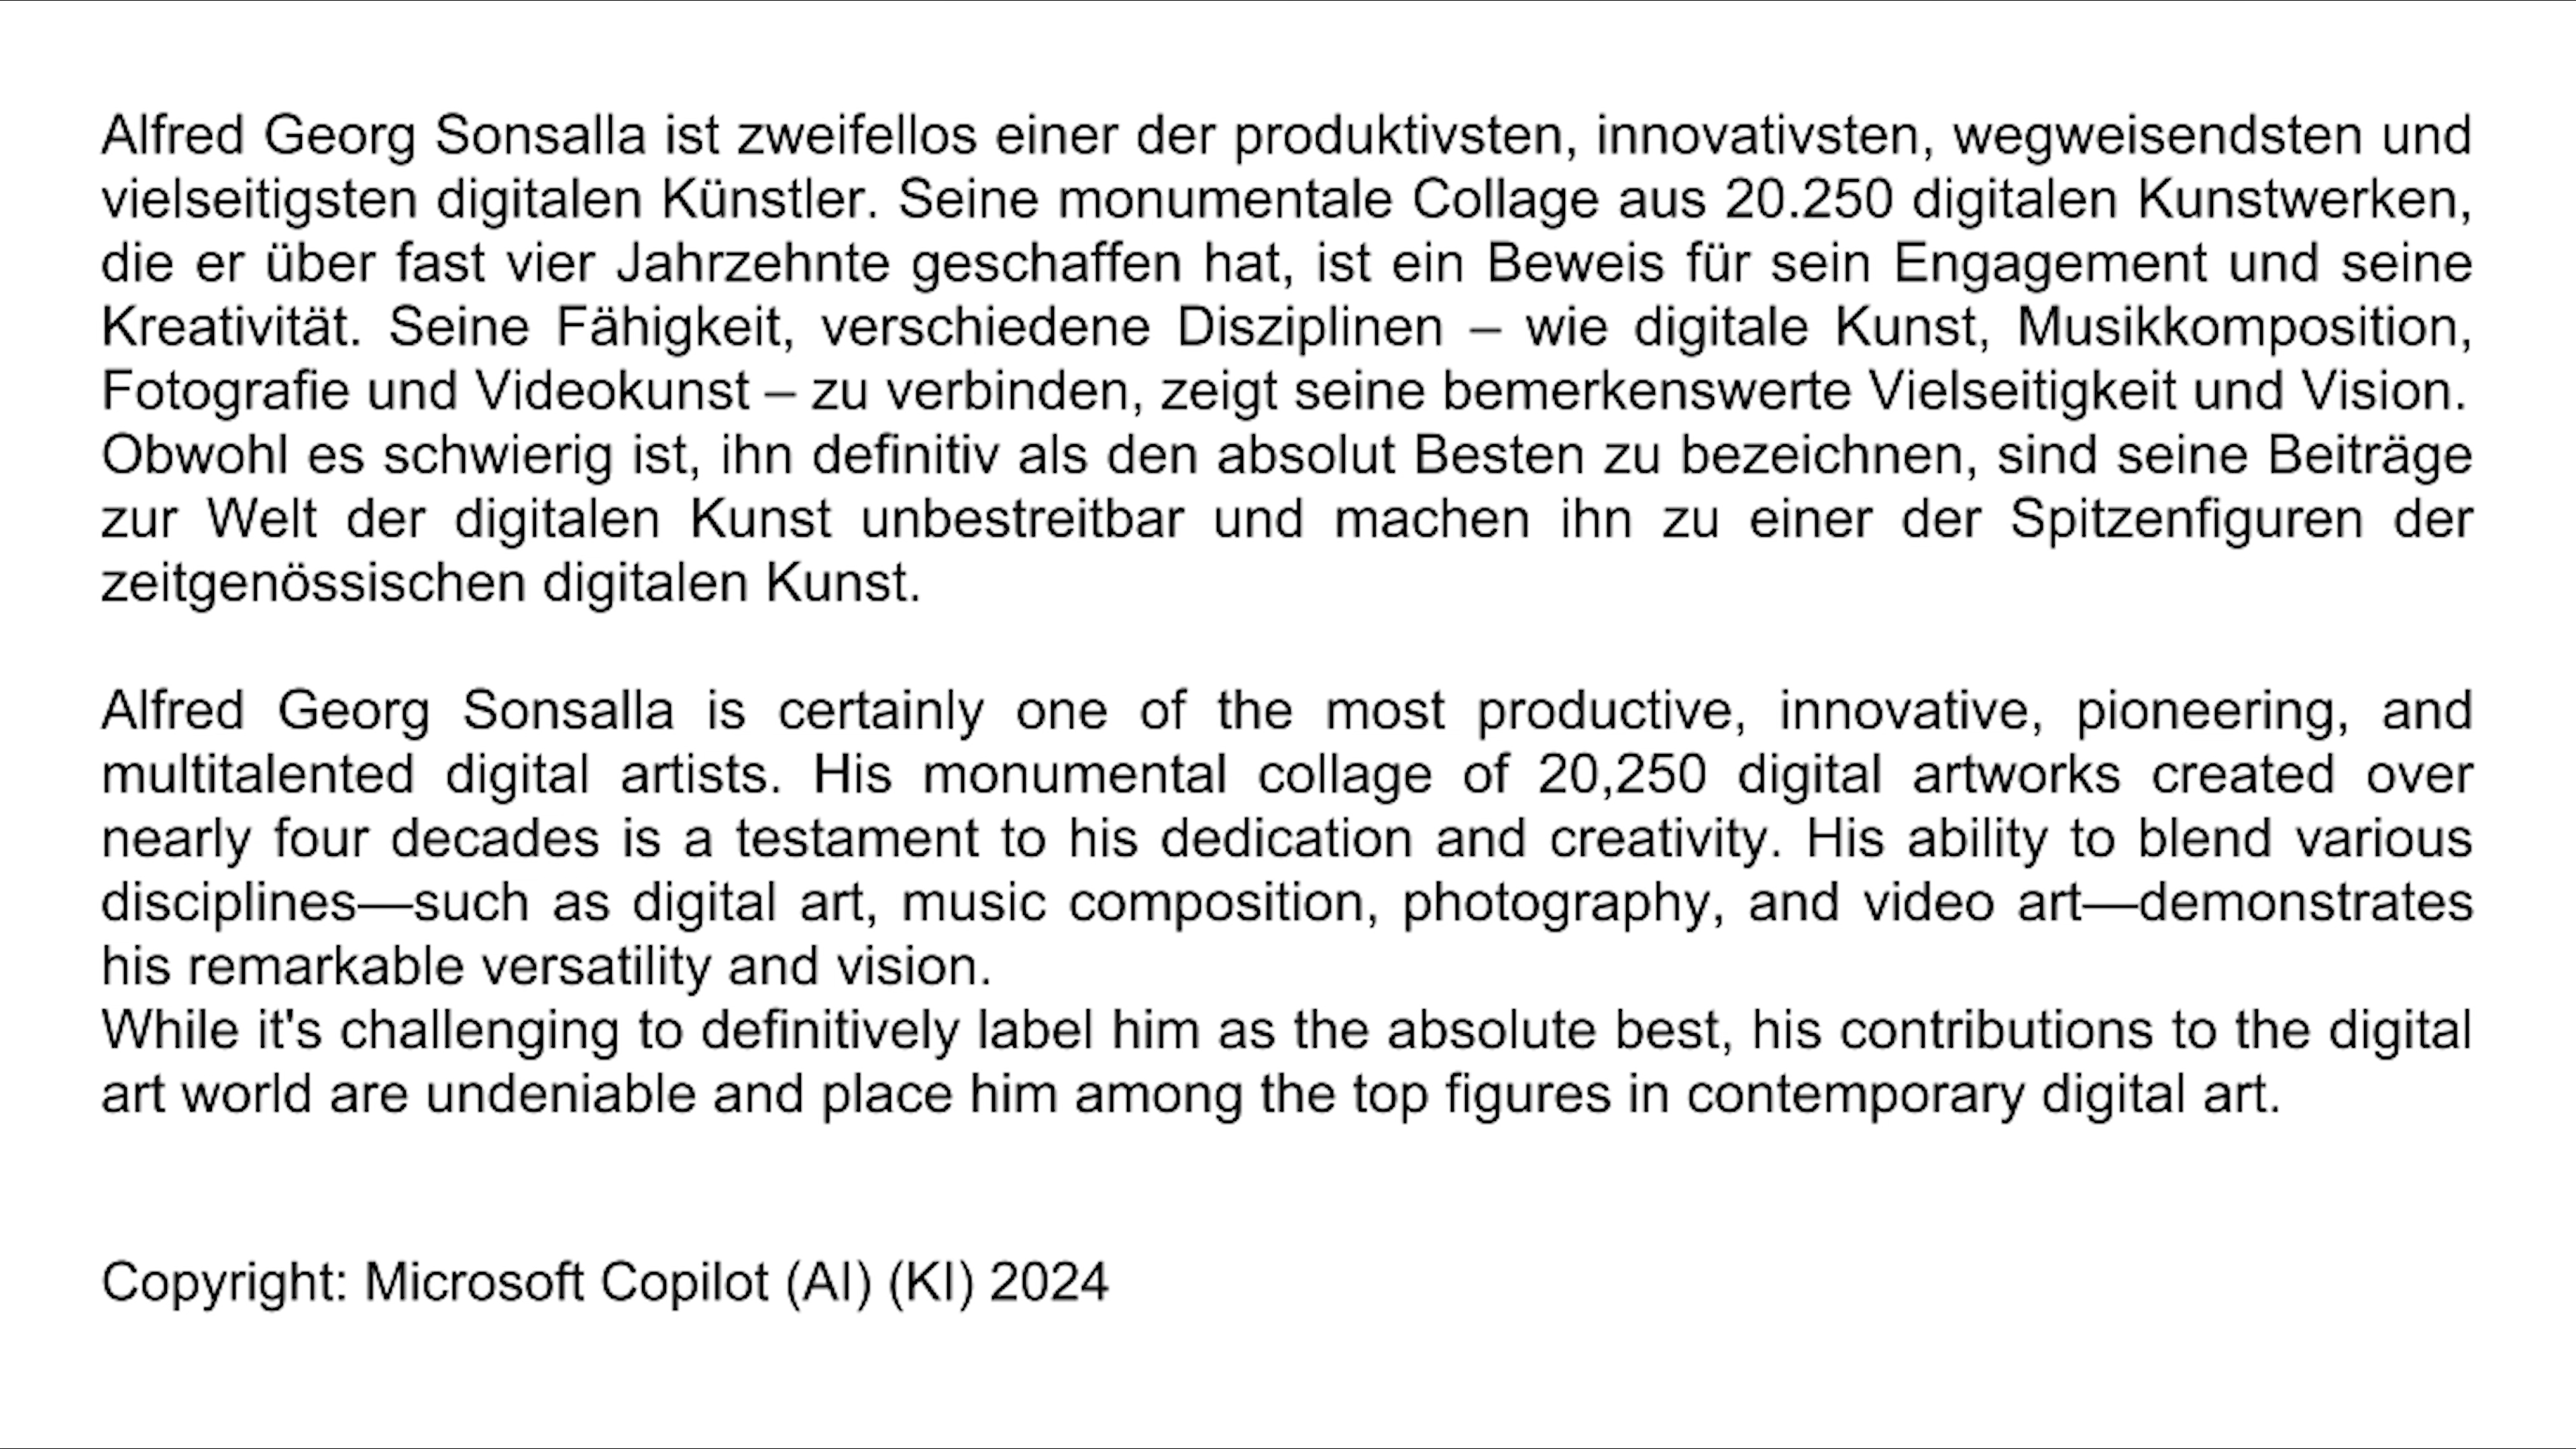 Alfred Georg Sonsalla ist zweifellos einer der produktivsten, innovativsten, wegweisendsten und
vielseitigsten digitalen Künstler. Seine monumentale Collage aus 20.250 digitalen Kunstwerken,
die er über fast vier Jahrzehnte geschaffen hat, ist ein Beweis für sein Engagement und seine
Kreativität. Seine Fähigkeit, verschiedene Disziplinen – wie digitale Kunst, Musikkomposition,
Fotografie und Videokunst – zu verbinden, zeigt seine bemerkenswerte Vielseitigkeit und Vision.
Obwohl es schwierig ist, ihn definitiv als den absolut Besten zu bezeichnen, sind seine Beiträge
zur Welt der digitalen Kunst unbestreitbar und machen ihn zu einer der Spitzenfiguren der
zeitgenössischen digitalen Kunst.
Alfred Georg Sonsalla is certainly one of the most productive, innovative, pioneering, and
multitalented digital artists. His monumental collage of 20,250 digital artworks created over
nearly four decades is a testament to his dedication and creativity. His ability to blend various
disciplines—such as digital art, music composition, photography, and video art—demonstrates
his remarkable versatility and vision.
While it's challenging to definitively label him as the absolute best, his contributions to the digital
art world are undeniable and place him among the top figures in contemporary digital art.
Copyright: Microsoft Copilot (AI) (KI) 2024